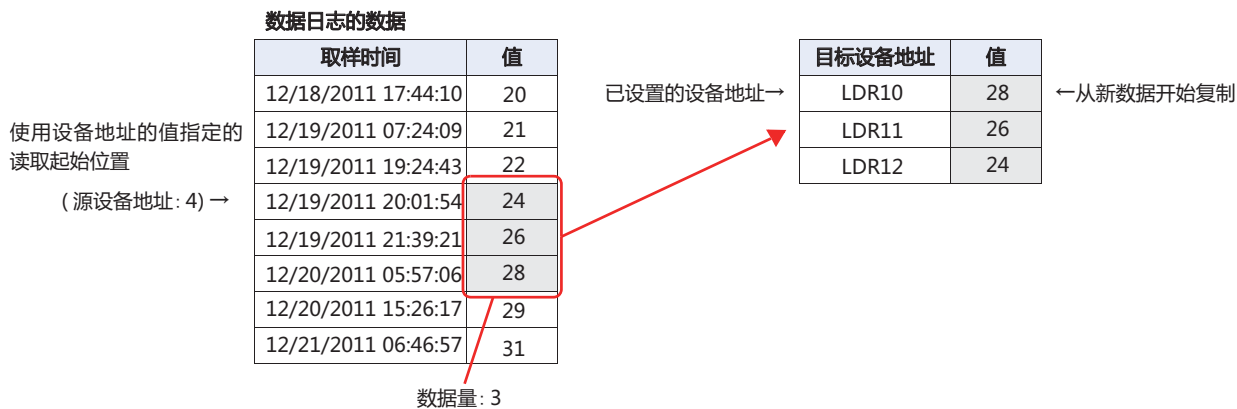 数据日志的数据
取样时间 值
12/18/2011 17:44:10 20
12/19/2011 07:24:09 21
12/19/2011 19:24:43 22
12/19/2011 20:01:54 24
12/19/2011 21:39:21 26
12/20/2011 05:57:06 28
12/20/2011 15:26:17 29
12/21/2011 06:46:57 31
使用设备地址的值指定的
读取起始位置
(源设备地址: 4) →
数据量: 3
目标设备地址 值
已设置的设备地址→ LDR10 28 ←从新数据开始复制
LDR11 26
LDR12 24